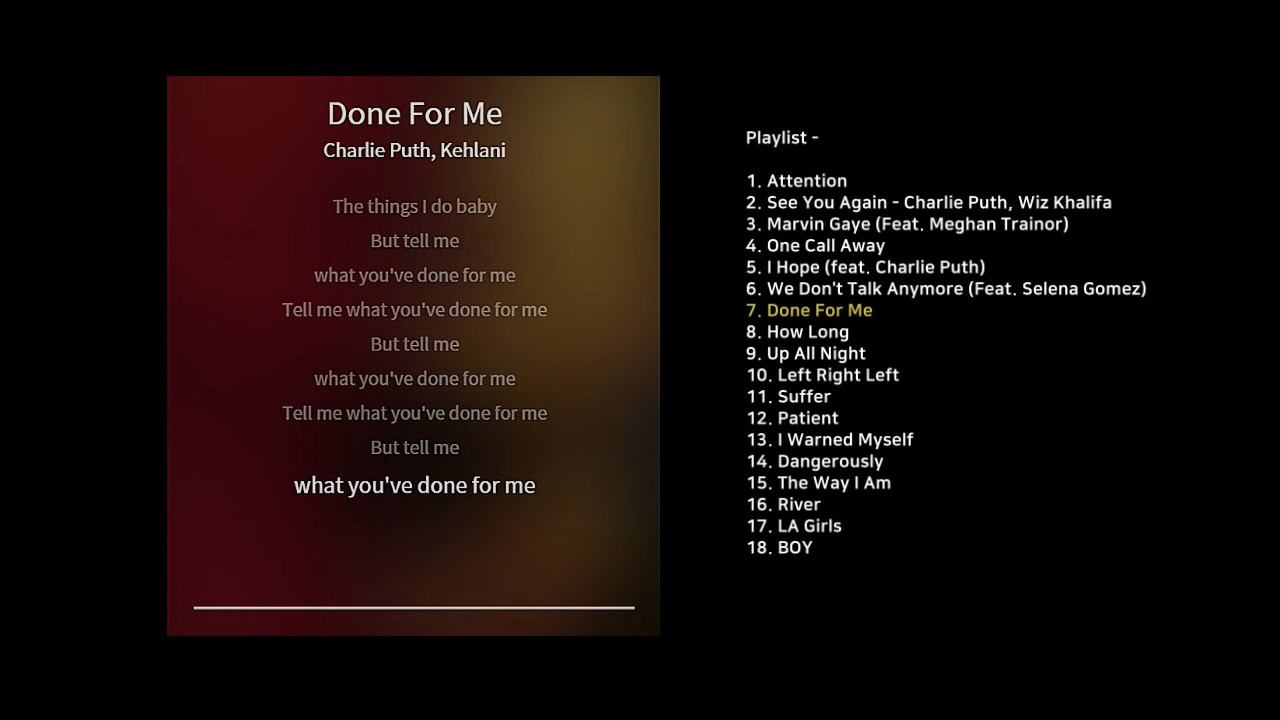 Done For Me
Charlie Puth, Kehlani
The things I do baby
But tell me
what you've done for me
Tell me what you've done for me
But tell me
what you've done for me
Tell me what you've done for me
But tell me
what you've done for me
Playlist -
1. Attention
2. See You Again - Charlie Puth, Wiz Khalifa
3. Marvin Gaye (Feat. Meghan Trainor)
4. One Call Away
5. I Hope (feat. Charlie Puth)
6. We Don't Talk Anymore (Feat. Selena Gomez)
7. Done For Me
8. How Long
9. Up All Night
10. Left Right Left
11. Suffer
12. Patient
13. I Warned Myself
14. Dangerously
15. The Way I Am
16. River
17. LA Girls
18. BOY